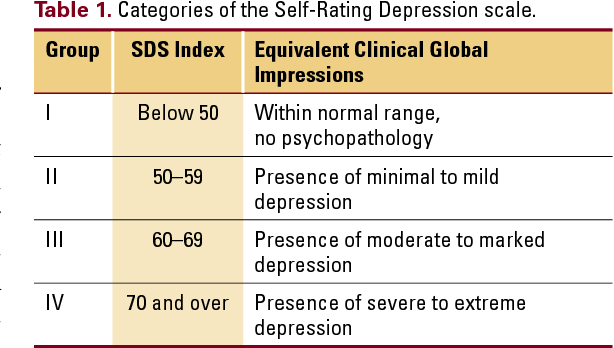 Table 1. Categories of the Self-Rating Depression scale.
Group SDS Index Equivalent Clinical Global
Impressions
I Below 50 Within normal range,
no psychopathology
II 50–59 Presence of minimal to mild
depression
III 60–69 Presence of moderate to marked
depression
IV 70 and over Presence of severe to extreme
depression